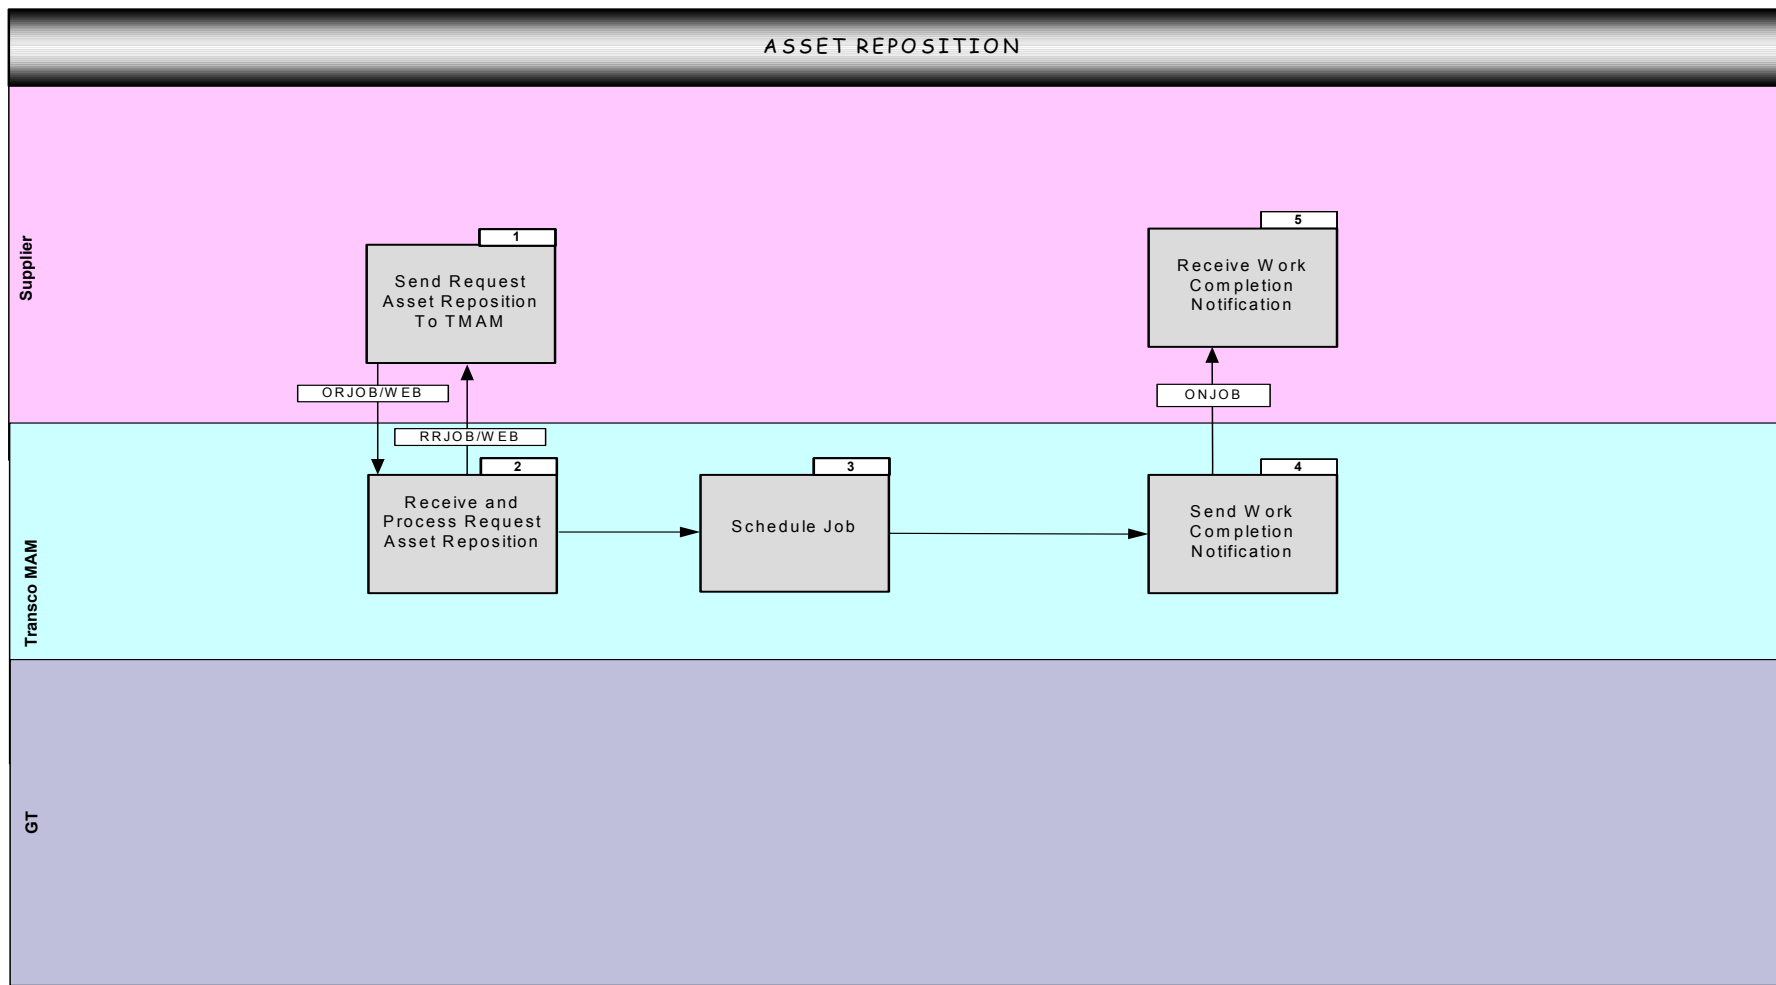 ASSET REPOSITION
Supplier
1
Send Request
Asset Reposition
To TMAM
5
Receive Work
Completion
Notification
ORJOB/WEB
RRJOB/WEB
ONJOB
Transco MAM
2
Receive and
Process Request
Asset Reposition
3
Schedule Job
4
Send Work
Completion
Notification
GT